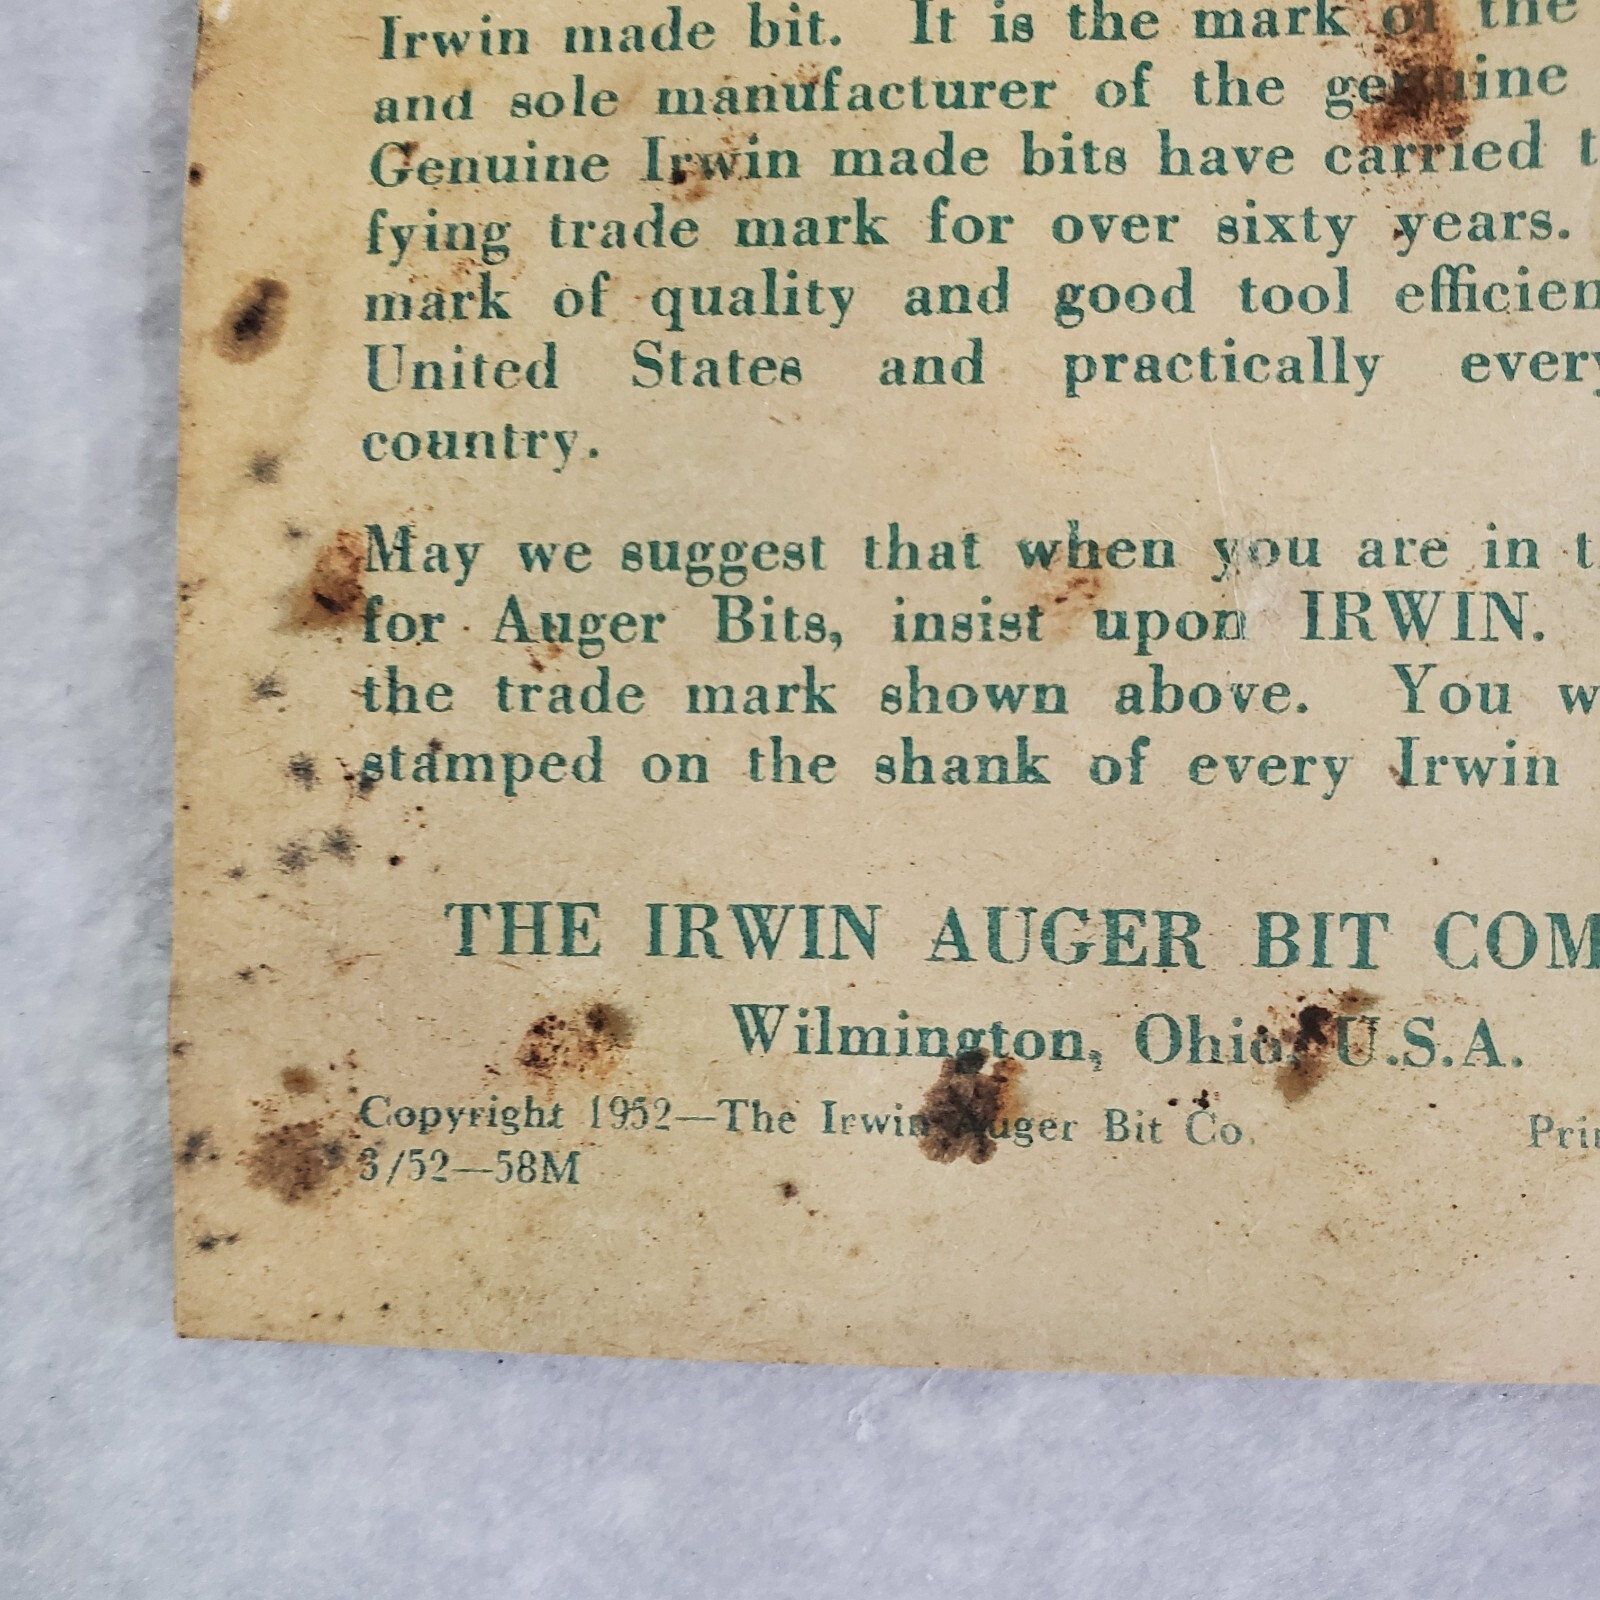 Irwin made bit. It is the mark of the
and sole manufacturer of the genuine
Genuine Irwin made bits have carried t
fying trade mark for over sixty years.
mark of quality and good tool efficien
United States and practically every
country.
May we suggest that when you are in t
for Auger Bits, insist upon IRWIN.
the trade mark shown above. You w
stamped on the shank of every Irwin
THE IRWIN AUGER BIT COM
Wilmington, Ohio, U.S.A.
Copyright 1952—The Irwin Auger Bit Co.
Prin
3/52—58M